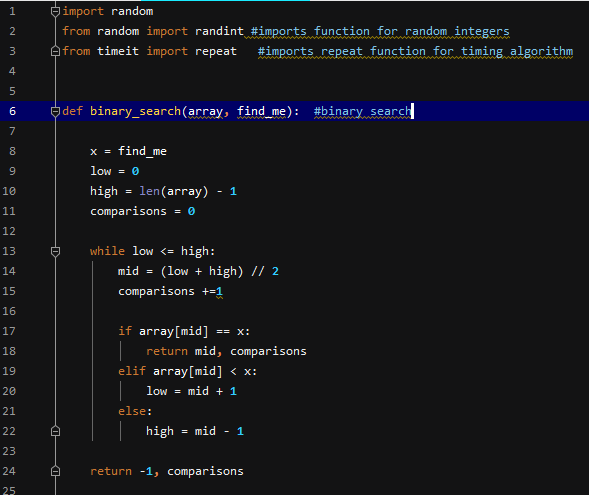 1 import random
2 from random import randint #imports function for random integers
3 from timeit import repeat   #imports repeat function for timing algorithm
4
5
6 def binary_search(array, find_me):  #binary search
7
8     x = find_me
9     low = 0
10     high = len(array) - 1
11     comparisons = 0
12
13     while low <= high:
14         mid = (low + high) // 2
15         comparisons +=1
16
17         if array[mid] == x:
18             return mid, comparisons
19         elif array[mid] < x:
20             low = mid + 1
21         else:
22             high = mid - 1
23
24     return -1, comparisons
25